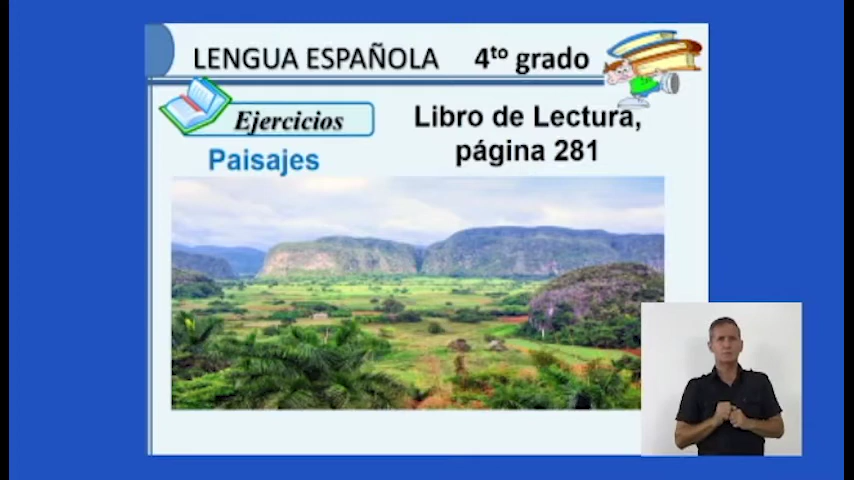 LENGUA ESPAÑOLA 4to grado
Ejercicios
Libro de Lectura,
página 281
Paisajes